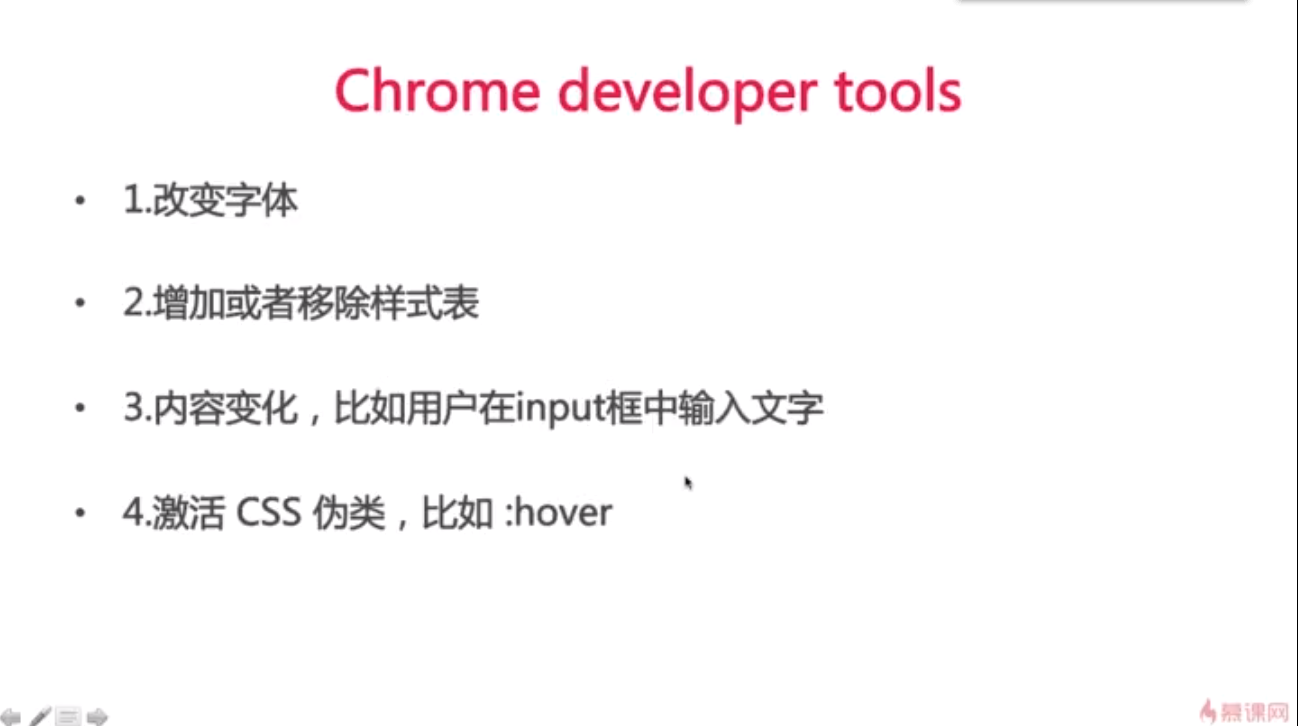 Chrome developer tools
• 1.改变字体
• 2.增加或者移除样式表
• 3.内容变化，比如用户在input框中输入文字
• 4.激活 CSS 伪类，比如 :hover
慕课网